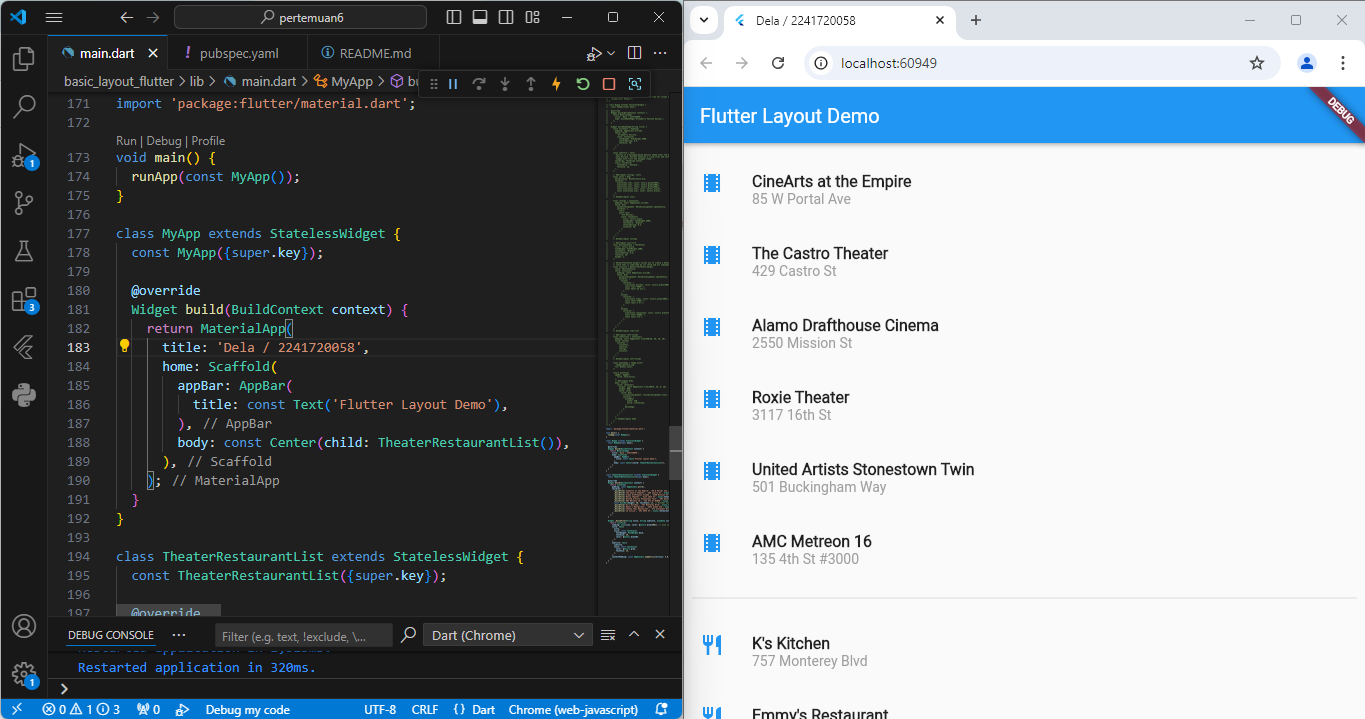 pertemuan6
main.dart
pubspec.yaml
README.md
basic_layout_flutter > lib > main.dart > MyApp > bu
171 import 'package:flutter/material.dart';
172
Run | Debug | Profile
173 void main() {
174 runApp(const MyApp());
175 }
176
177 class MyApp extends StatelessWidget {
178 const MyApp({super.key});
179
180 @override
181 Widget build(BuildContext context) {
182 return MaterialApp(
183 title: 'Dela / 2241720058',
184 home: Scaffold(
185 appBar: AppBar(
186 title: const Text('Flutter Layout Demo'),
187 ), // AppBar
188 body: const Center(child: TheaterRestaurantList()),
189 ), // Scaffold
190 ); // MaterialApp
191 }
192 }
193
194 class TheaterRestaurantList extends StatelessWidget {
195 const TheaterRestaurantList({super.key});
196
197 @override
1
3
1
DEBUG CONSOLE
Filter (e.g. text, !exclude, \...
Dart (Chrome)
Restarted application in 320ms.
0 1 3 0 Debug my code UTF-8 CRLF {} Dart Chrome (web-javascript)
Dela / 2241720058
localhost:60949
Flutter Layout Demo
DEBUG
CineArts at the Empire
85 W Portal Ave
The Castro Theater
429 Castro St
Alamo Drafthouse Cinema
2550 Mission St
Roxie Theater
3117 16th St
United Artists Stonestown Twin
501 Buckingham Way
AMC Metreon 16
135 4th St #3000
K's Kitchen
757 Monterey Blvd
Emmy's Restaurant